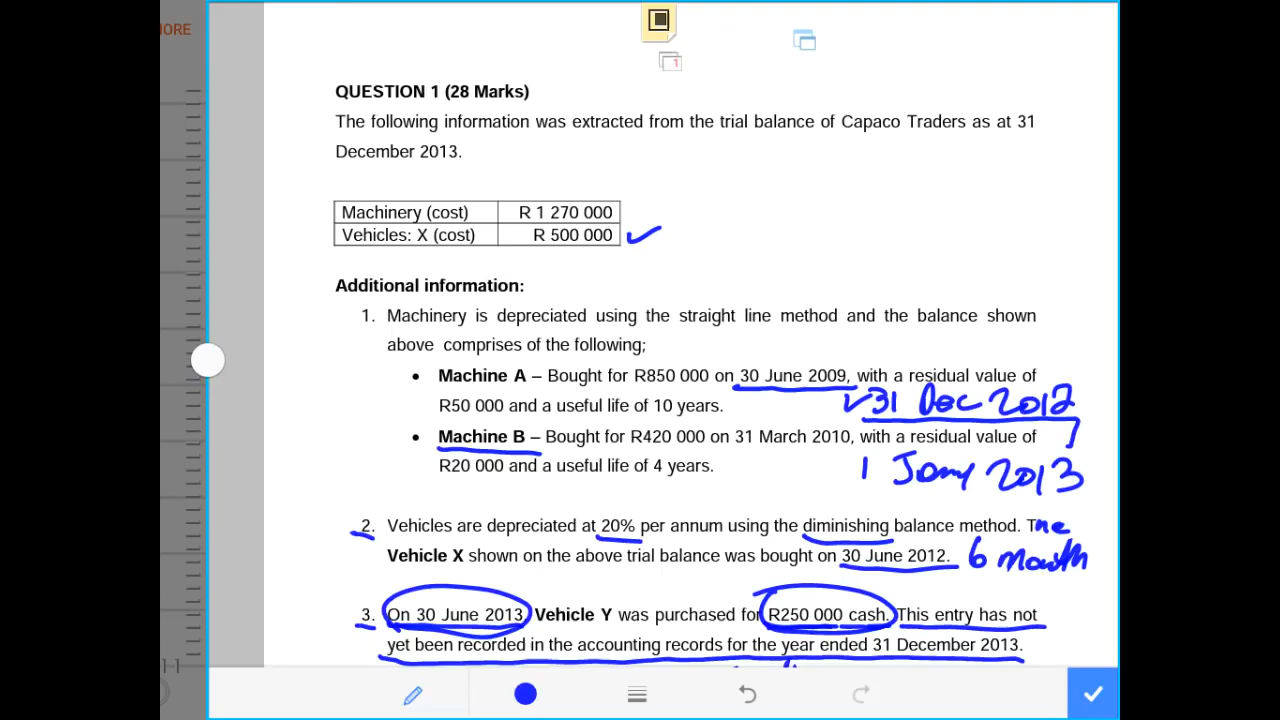 MORE
1
QUESTION 1 (28 Marks)
The following information was extracted from the trial balance of Capaco Traders as at 31
December 2013.
Machinery (cost) R 1 270 000
Vehicles: X (cost) R 500 000
Additional information:
1. Machinery is depreciated using the straight line method and the balance shown
above comprises of the following;
• Machine A – Bought for R850 000 on 30 June 2009, with a residual value of
R50 000 and a useful life of 10 years.
31 Dec 2012
• Machine B – Bought for R420 000 on 31 March 2010, with a residual value of
R20 000 and a useful life of 4 years.
1 Jany 2013
2. Vehicles are depreciated at 20% per annum using the diminishing balance method. The
Vehicle X shown on the above trial balance was bought on 30 June 2012. 6 month
3. On 30 June 2013 Vehicle Y was purchased for R250 000 cash. This entry has not
yet been recorded in the accounting records for the year ended 31 December 2013.